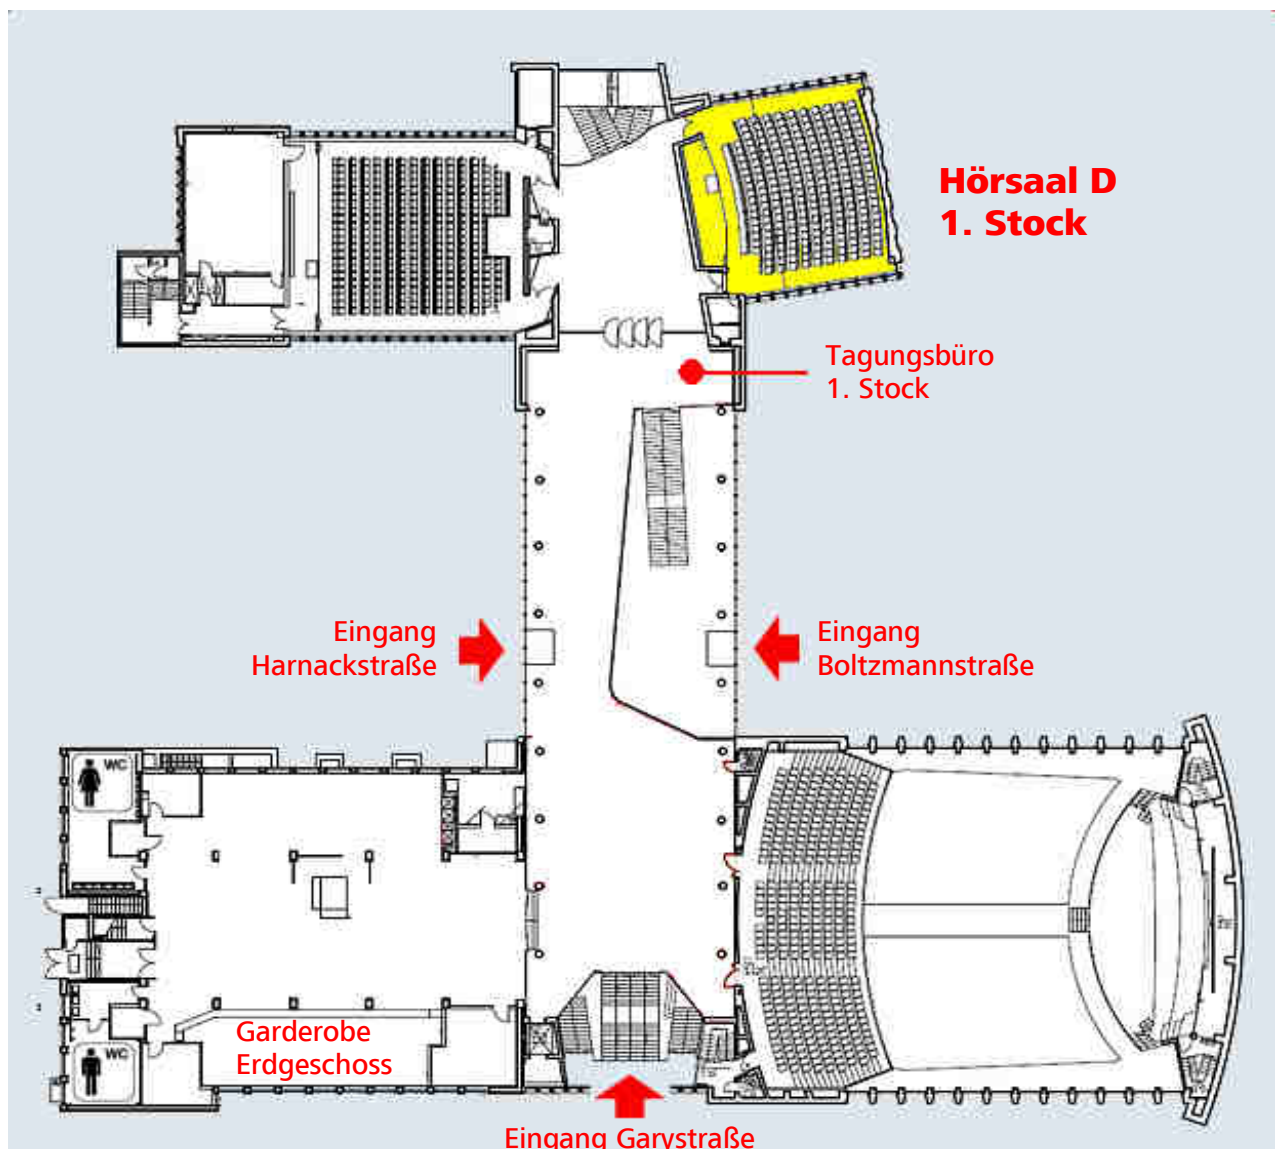 Hörsaal D
1. Stock
Tagungsbüro
1. Stock
Eingang
Harnackstraße
Eingang
Boltzmannstraße
WC
Garderobe
Erdgeschoss
WC
Eingang Garystraße